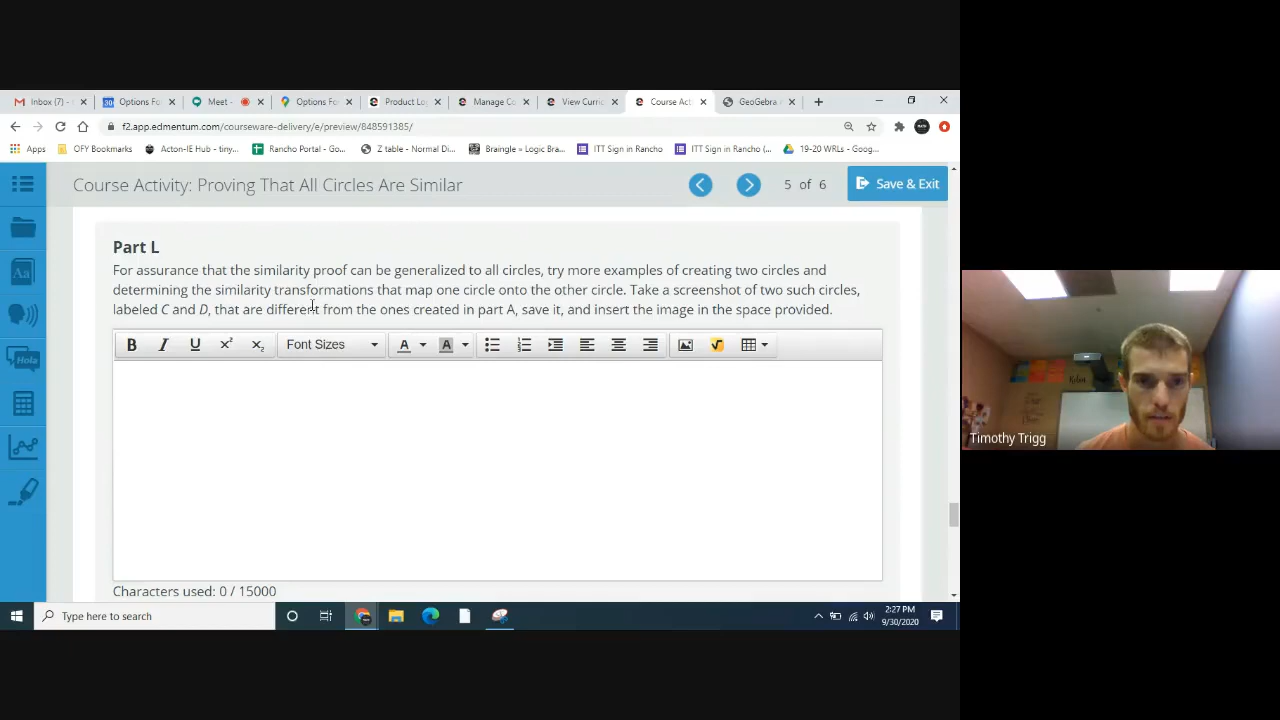 Inbox (7) -
Options Fo
Meet -
Options Fo
Product Lo
Manage Co
View Curri
Course Act
GeoGebra
f2.app.edmentum.com/courseware-delivery/e/preview/848591385/
Apps
OFY Bookmarks
Acton-IE Hub - tiny...
Rancho Portal - Go...
Z table - Normal Di...
Braingle » Logic Bra...
ITT Sign in Rancho
ITT Sign in Rancho (...
19-20 WRLs - Goog...
Course Activity: Proving That All Circles Are Similar
5 of 6
Save & Exit
Aa
Hola
Part L
For assurance that the similarity proof can be generalized to all circles, try more examples of creating two circles and
determining the similarity transformations that map one circle onto the other circle. Take a screenshot of two such circles,
labeled C and D, that are different from the ones created in part A, save it, and insert the image in the space provided.
B I U x² x₂ Font Sizes A A
Characters used: 0 / 15000
Timothy Trigg
Type here to search
2:27 PM
9/30/2020